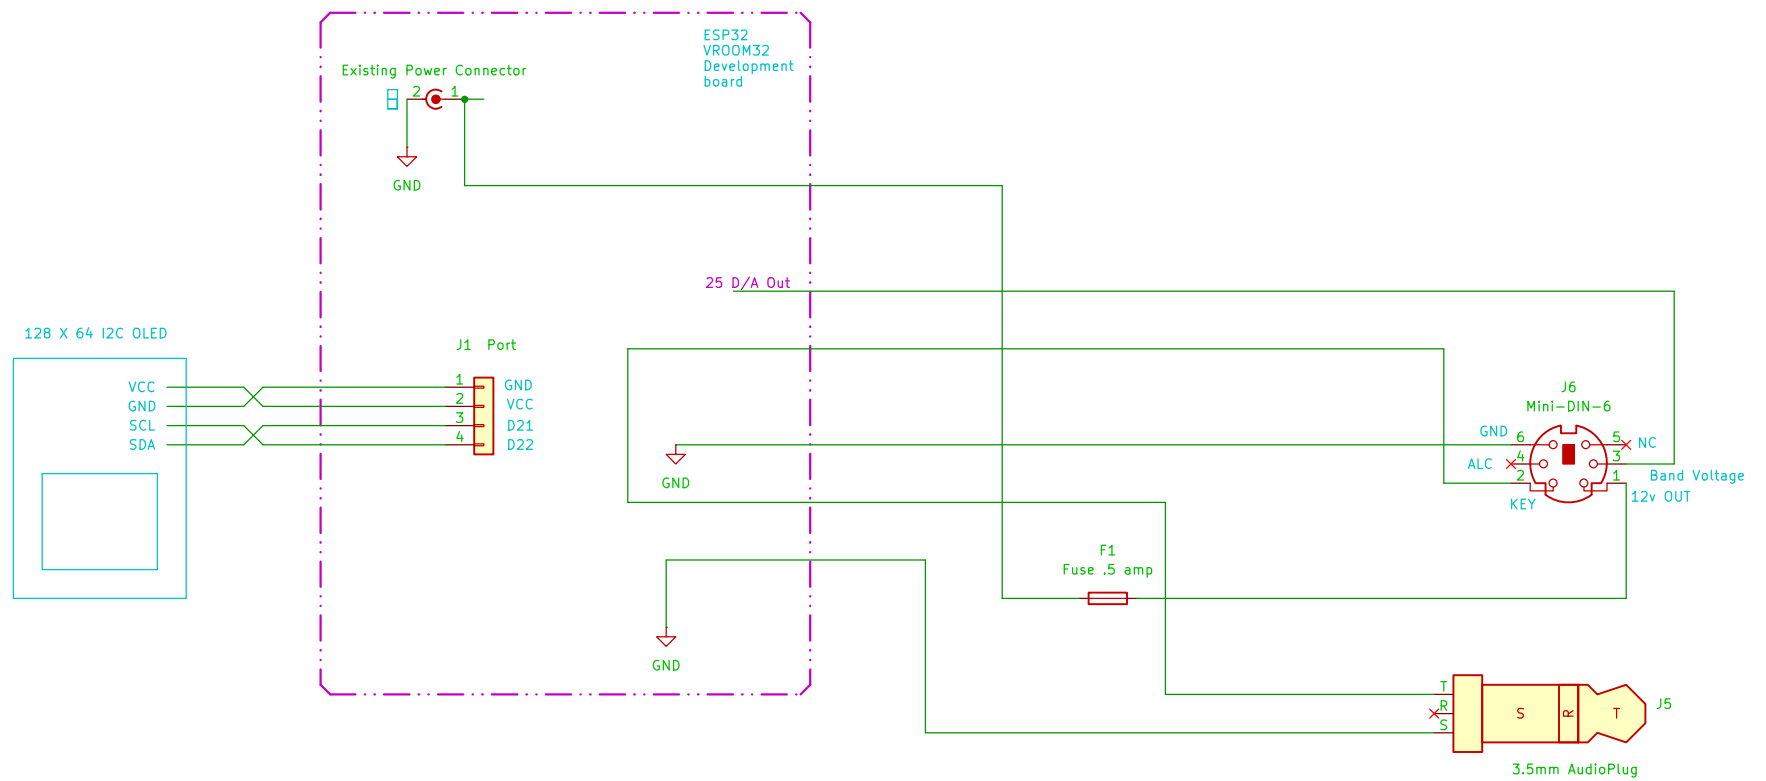 ESP32
VROOM32
Development
board
Existing Power Connector
2 1
GND
25 D/A Out
128 X 64 I2C OLED
J1 Port
VCC
GND
SCL
SDA
1 GND
2 VCC
3 D21
4 D22
J6
Mini-DIN-6
GND 6 5 NC
ALC 4 3
2 1 Band Voltage
KEY 12v OUT
GND
F1
Fuse .5 amp
GND
T
R
S
S R T
J5
3.5mm AudioPlug